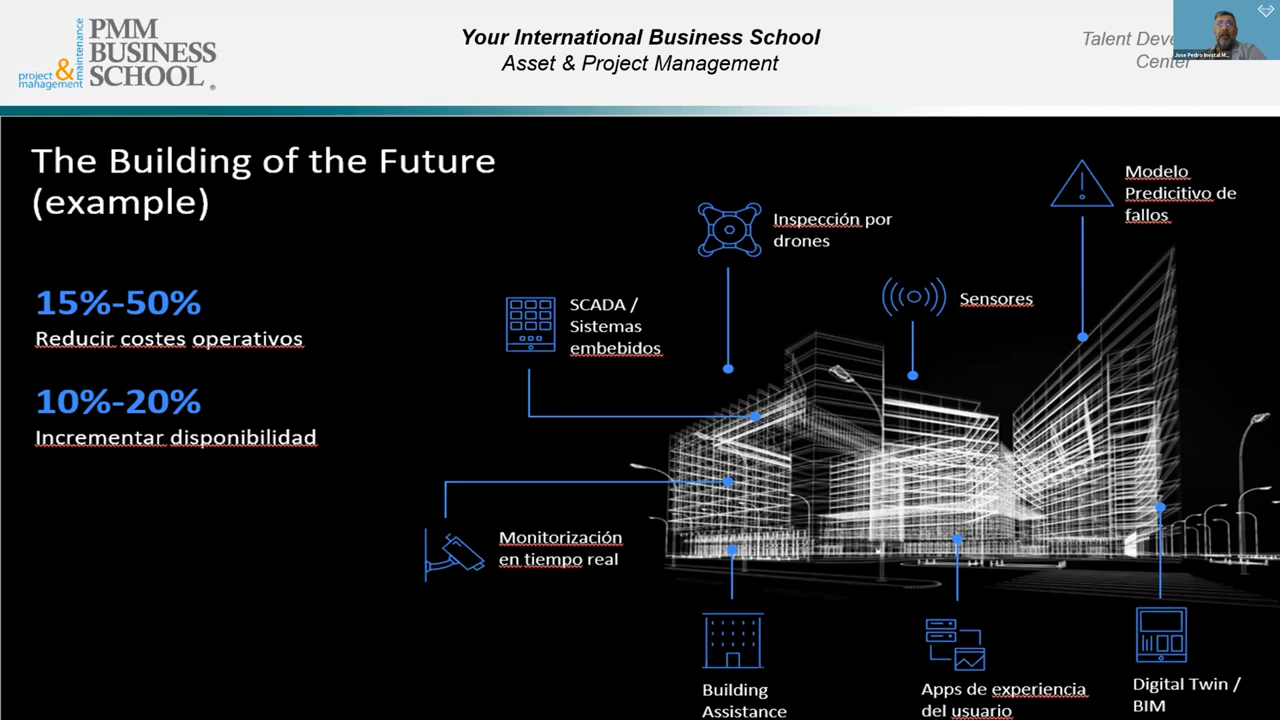 project
&
management
maintenance
PMM
BUSINESS
SCHOOL
Your International Business School
Asset & Project Management
Talent Deve
Center
Jose Pedro
The Building of the Future
(example)
15%-50%
Reducir costes operativos
10%-20%
Incrementar disponibilidad
Inspección por
drones
Modelo
Predicitivo de
fallos
SCADA /
Sistemas
embebidos
Sensores
Monitorización
en tiempo real
Building
Assistance
Apps de experiencia
del usuario
Digital Twin /
BIM